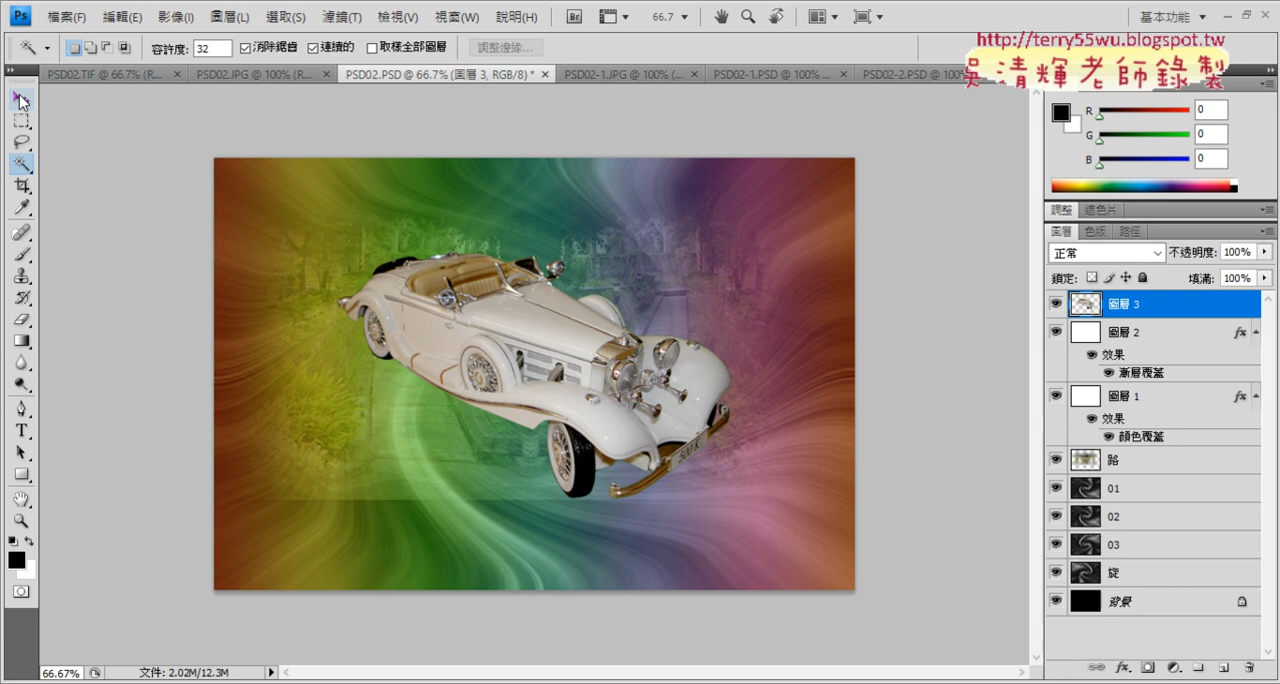 Ps 檔案(F) 編輯(E) 影像(I) 圖層(L) 選取(S) 濾鏡(T) 檢視(V) 視窗(W) 說明(H) Br 66.7 基本功能
容許度: 32 消除鋸齒 連續的 取樣全部圖層 調整邊緣...
http://terry55wu.blogspot.tw
吳清輝老師錄製
PSD02.TIF @ 66.7% (R... PSD02.JPG @ 100% (R... PSD02.PSD @ 66.7% (圖層 3, RGB/8) * PSD02-1.JPG @ 100% (... PSD02-1.PSD @ 100% ... PSD02-2.PSD @ 100%
R 0
G 0
B 0
調整 遮色片
圖層 色版 路徑
正常 不透明度: 100%
鎖定: 填滿: 100%
圖層 3
圖層 2 fx
效果
漸層覆蓋
圖層 1 fx
效果
顏色覆蓋
路
01
02
03
旋
背景
500 K
T
66.67% 文件: 2.02M/12.3M
fx